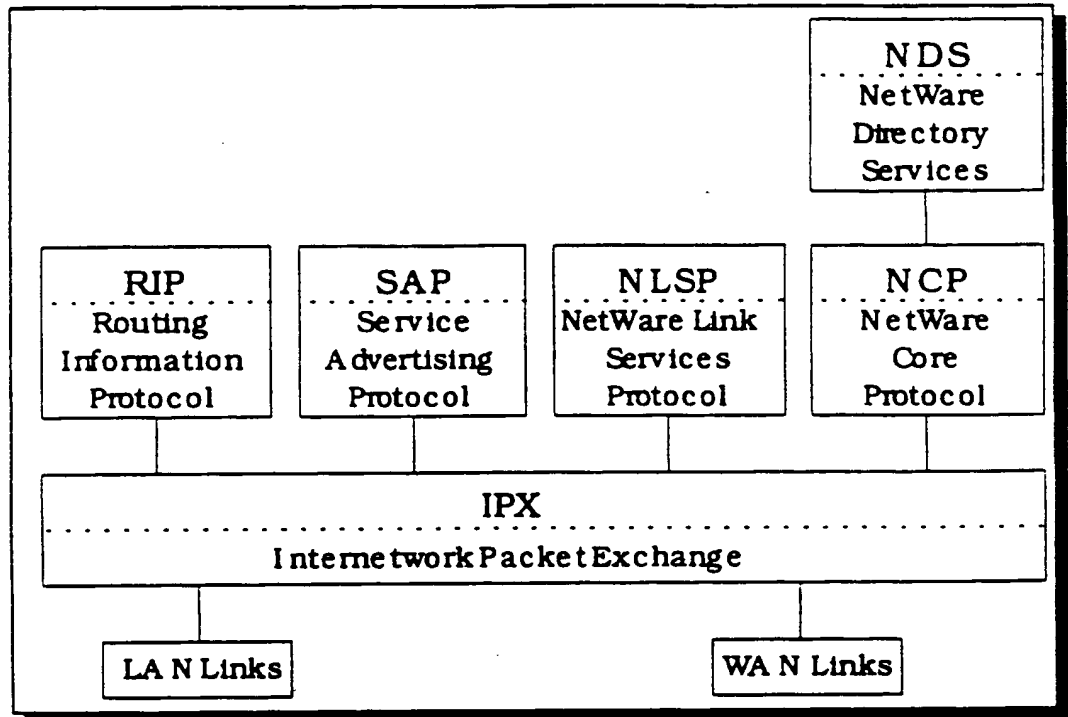 NDS
NetWare
Directory
Services
RIP
Routing
Information
Protocol
SAP
Service
Advertising
Protocol
NLSP
NetWare Link
Services
Protocol
NCP
NetWare
Core
Protocol
IPX
Internetwork Packet Exchange
LAN Links
WAN Links